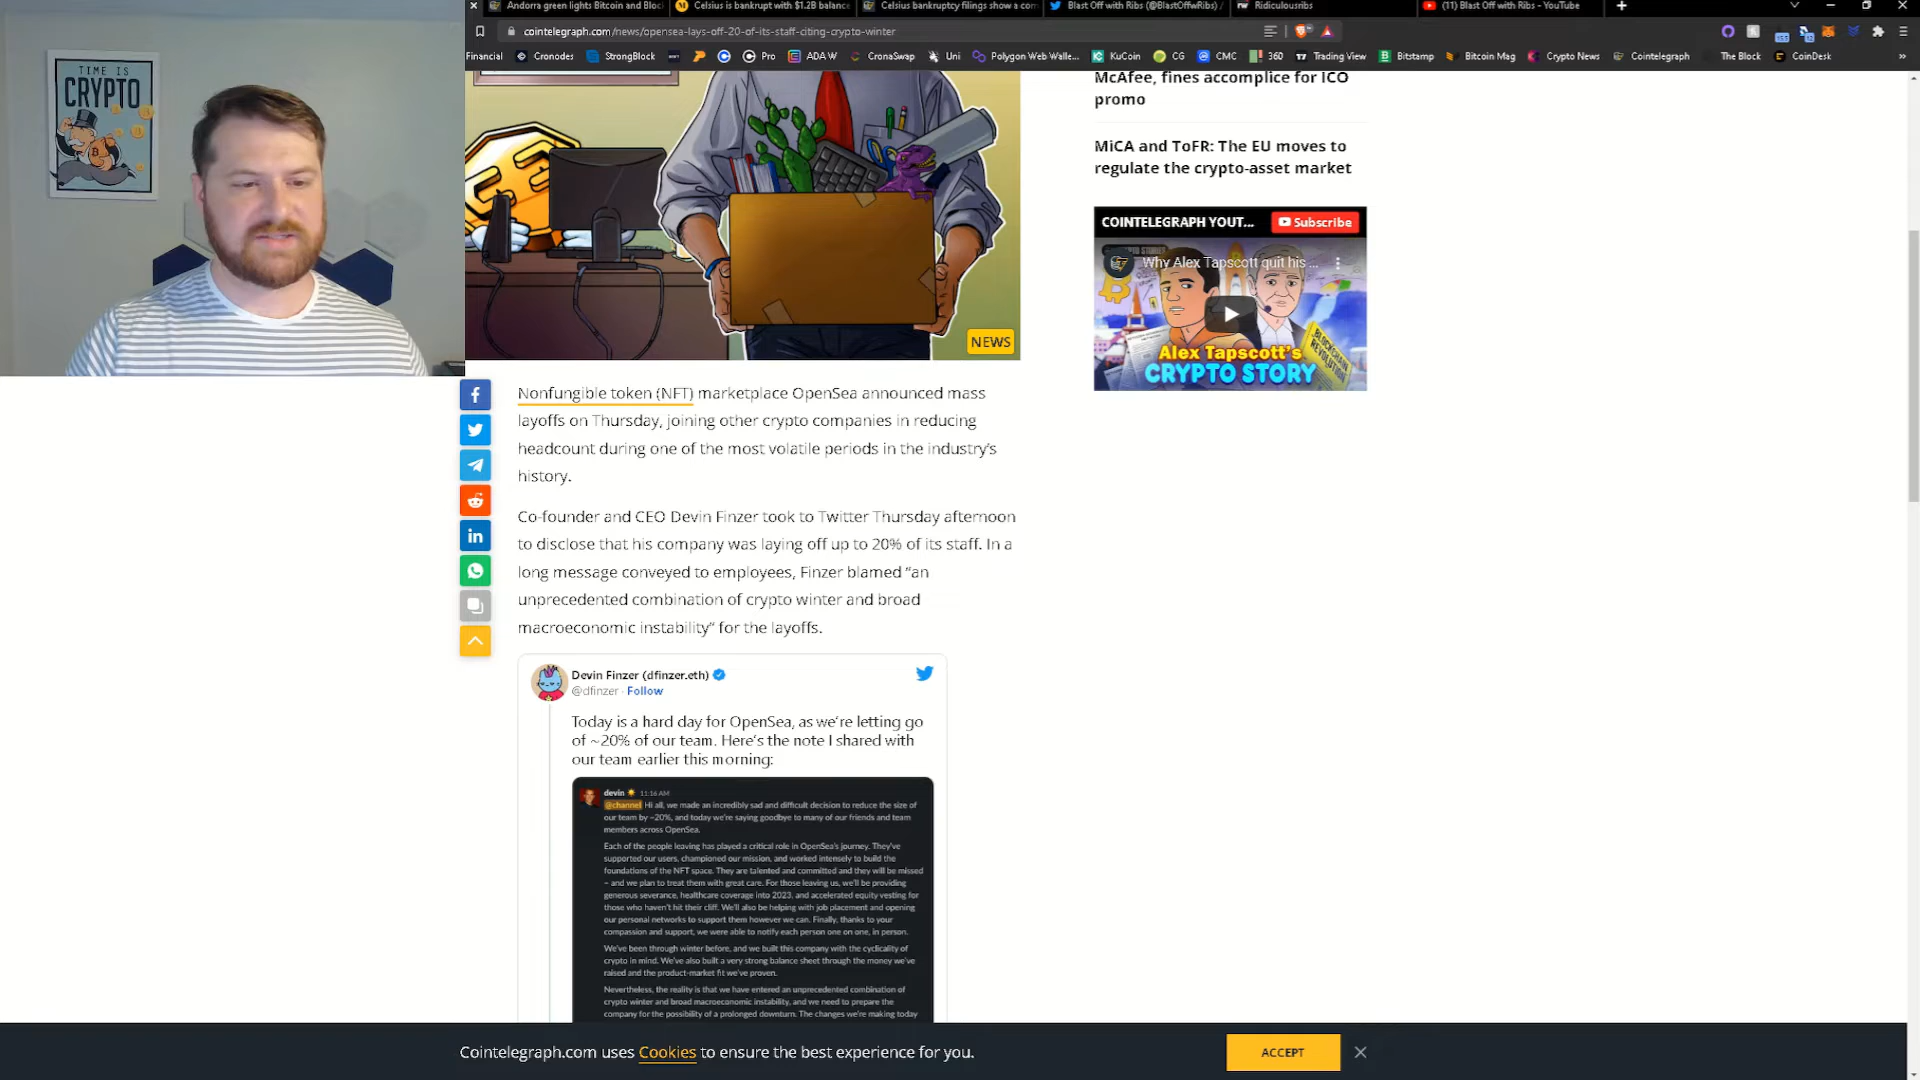 Andorra green lights Bitcoin and Bloc
Celsius is bankrupt with $1.2B balance
Celsius bankruptcy filings show a com
Blast Off with Ribs (@BlastOffwRibs) /
Ridiculousribs
(11) Blast Off with Ribs - YouTube
cointelegraph.com/news/opensea-lays-off-20-of-its-staff-citing-crypto-winter
Financial
Cronodes
StrongBlock
Pro
ADA W
CronaSwap
Uni
Polygon Web Walle...
KuCoin
CG
CMC
360
Trading View
Bitstamp
Bitcoin Mag
Crypto News
Cointelegraph
The Block
CoinDesk
TIME IS
CRYPTO
McAfee, fines accomplice for ICO
promo
MiCA and ToFR: The EU moves to
regulate the crypto-asset market
COINTELEGRAPH YOUT...
Subscribe
Why Alex Tapscott quit his ...
BLOCKCHAIN
REVOLUTION
Alex Tapscott's
CRYPTO STORY
NEWS
Nonfungible token (NFT) marketplace OpenSea announced mass
layoffs on Thursday, joining other crypto companies in reducing
headcount during one of the most volatile periods in the industry's
history.
Co-founder and CEO Devin Finzer took to Twitter Thursday afternoon
to disclose that his company was laying off up to 20% of its staff. In a
long message conveyed to employees, Finzer blamed "an
unprecedented combination of crypto winter and broad
macroeconomic instability" for the layoffs.
Devin Finzer (dfinzer.eth)
@dfinzer · Follow
Today is a hard day for OpenSea, as we're letting go
of ~20% of our team. Here's the note I shared with
our team earlier this morning:
devin 11:16 AM
@channel Hi all, we made an incredibly sad and difficult decision to reduce the size of
our team by ~20%, and today we're saying goodbye to many of our friends and team
members across OpenSea.
Each of the people leaving has played a critical role in OpenSea's journey. They've
supported our users, championed our mission, and worked intensely to build the
foundations of the NFT space. They are talented and committed and they will be missed
– and we plan to treat them with great care. For those leaving us, we'll be providing
generous severance, healthcare coverage into 2023, and accelerated equity vesting for
those who haven't hit their cliff. We'll also be helping with job placement and opening
our personal networks to support them however we can. Finally, thanks to your
compassion and support, we were able to notify each person one on one, in person.
We've been through winter before, and we built this company with the cyclicality of
crypto in mind. We've also built a very strong balance sheet through the money we've
raised and the product-market fit we've proven.
Nevertheless, the reality is that we have entered an unprecedented combination of
crypto winter and broad macroeconomic instability, and we need to prepare the
company for the possibility of a prolonged downturn. The changes we're making today
Cointelegraph.com uses Cookies to ensure the best experience for you.
ACCEPT